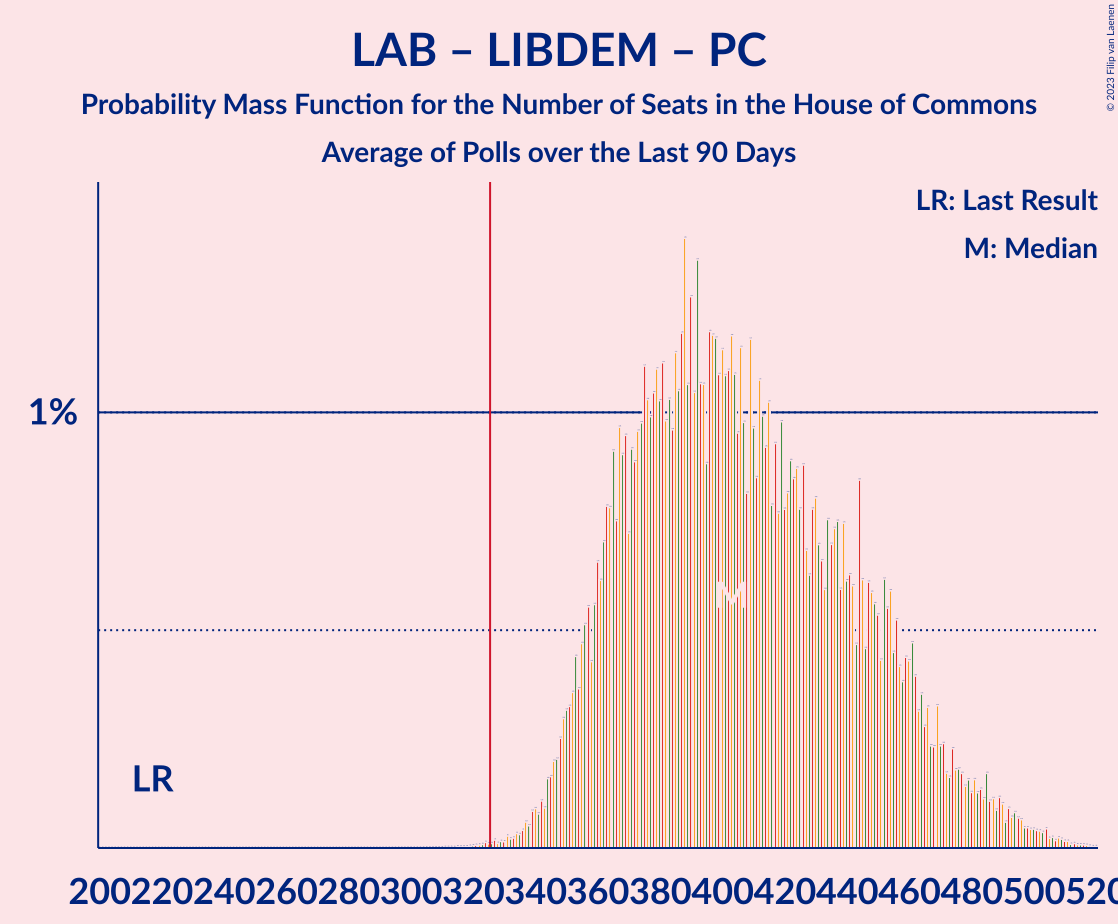 LAB – LIBDEM – PC
Probability Mass Function for the Number of Seats in the House of Commons
Average of Polls over the Last 90 Days
© 2023 Filip van Laenen
LR: Last Result
M: Median
1%
M
LR
200220240260280300320340360380400420440460480500520